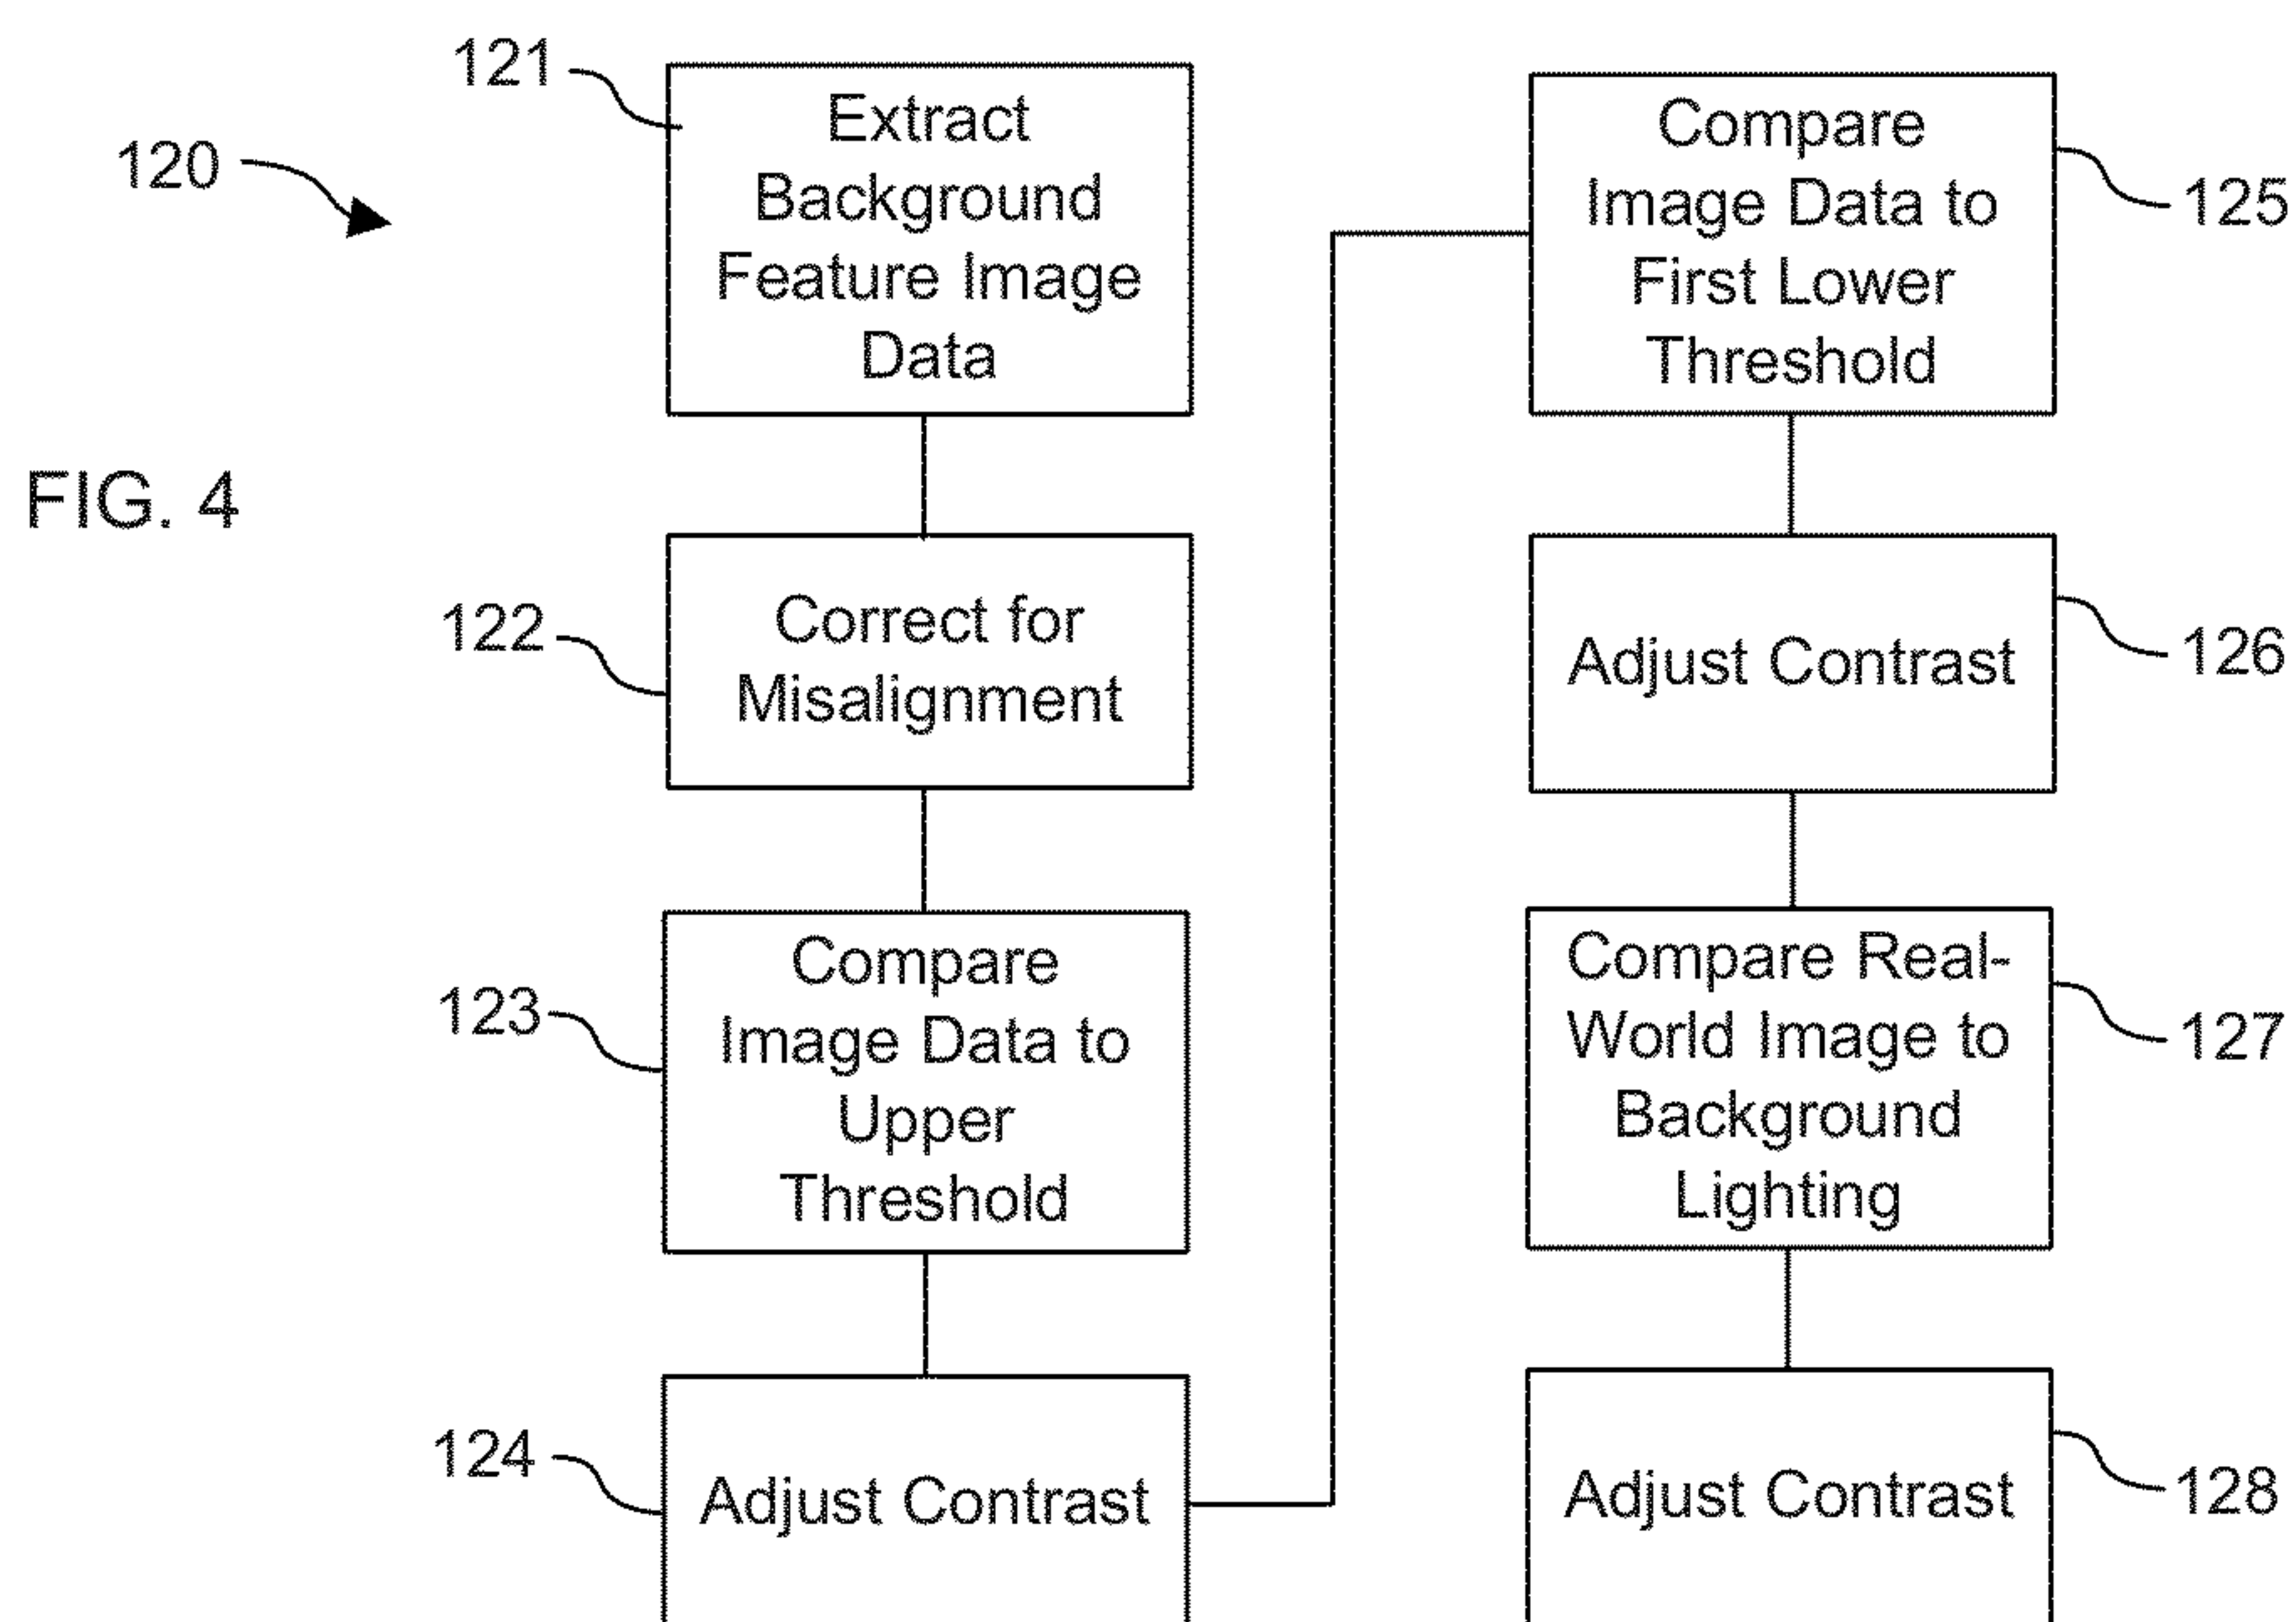 120
FIG. 4
121
Extract
Background
Feature Image
Data
122
Correct for
Misalignment
123
Compare
Image Data to
Upper
Threshold
124
Adjust Contrast
125
Compare
Image Data to
First Lower
Threshold
126
Adjust Contrast
127
Compare Real-
World Image to
Background
Lighting
128
Adjust Contrast